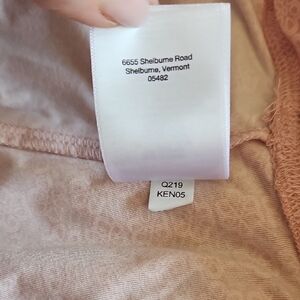 6655 Shelburne Road
Shelburne, Vermont
05482
Q219
KEN05